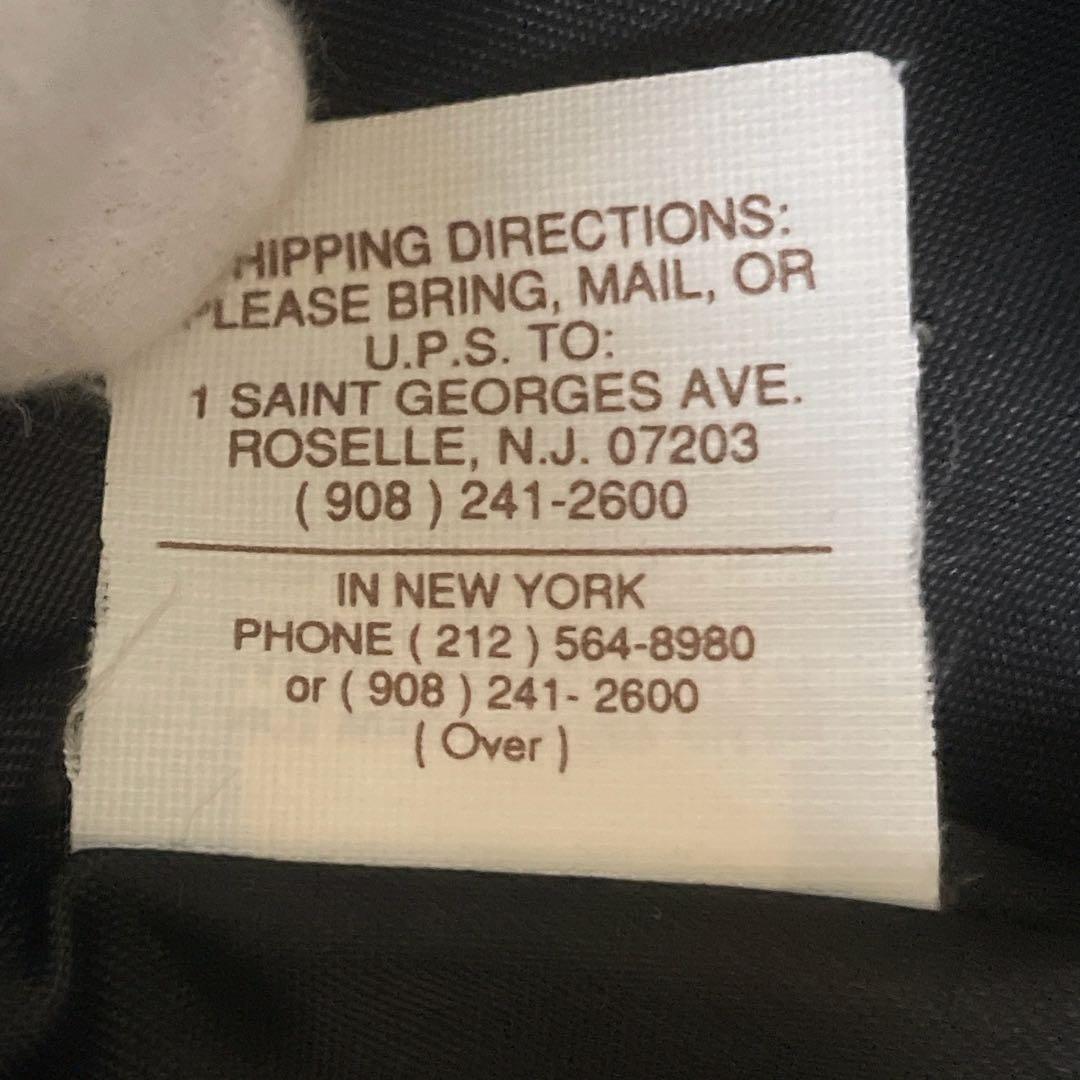 HIPPING DIRECTIONS:
PLEASE BRING, MAIL, OR
U.P.S. TO:
1 SAINT GEORGES AVE.
ROSELLE, N.J. 07203
( 908 ) 241-2600
IN NEW YORK
PHONE ( 212 ) 564-8980
or ( 908 ) 241- 2600
( Over )